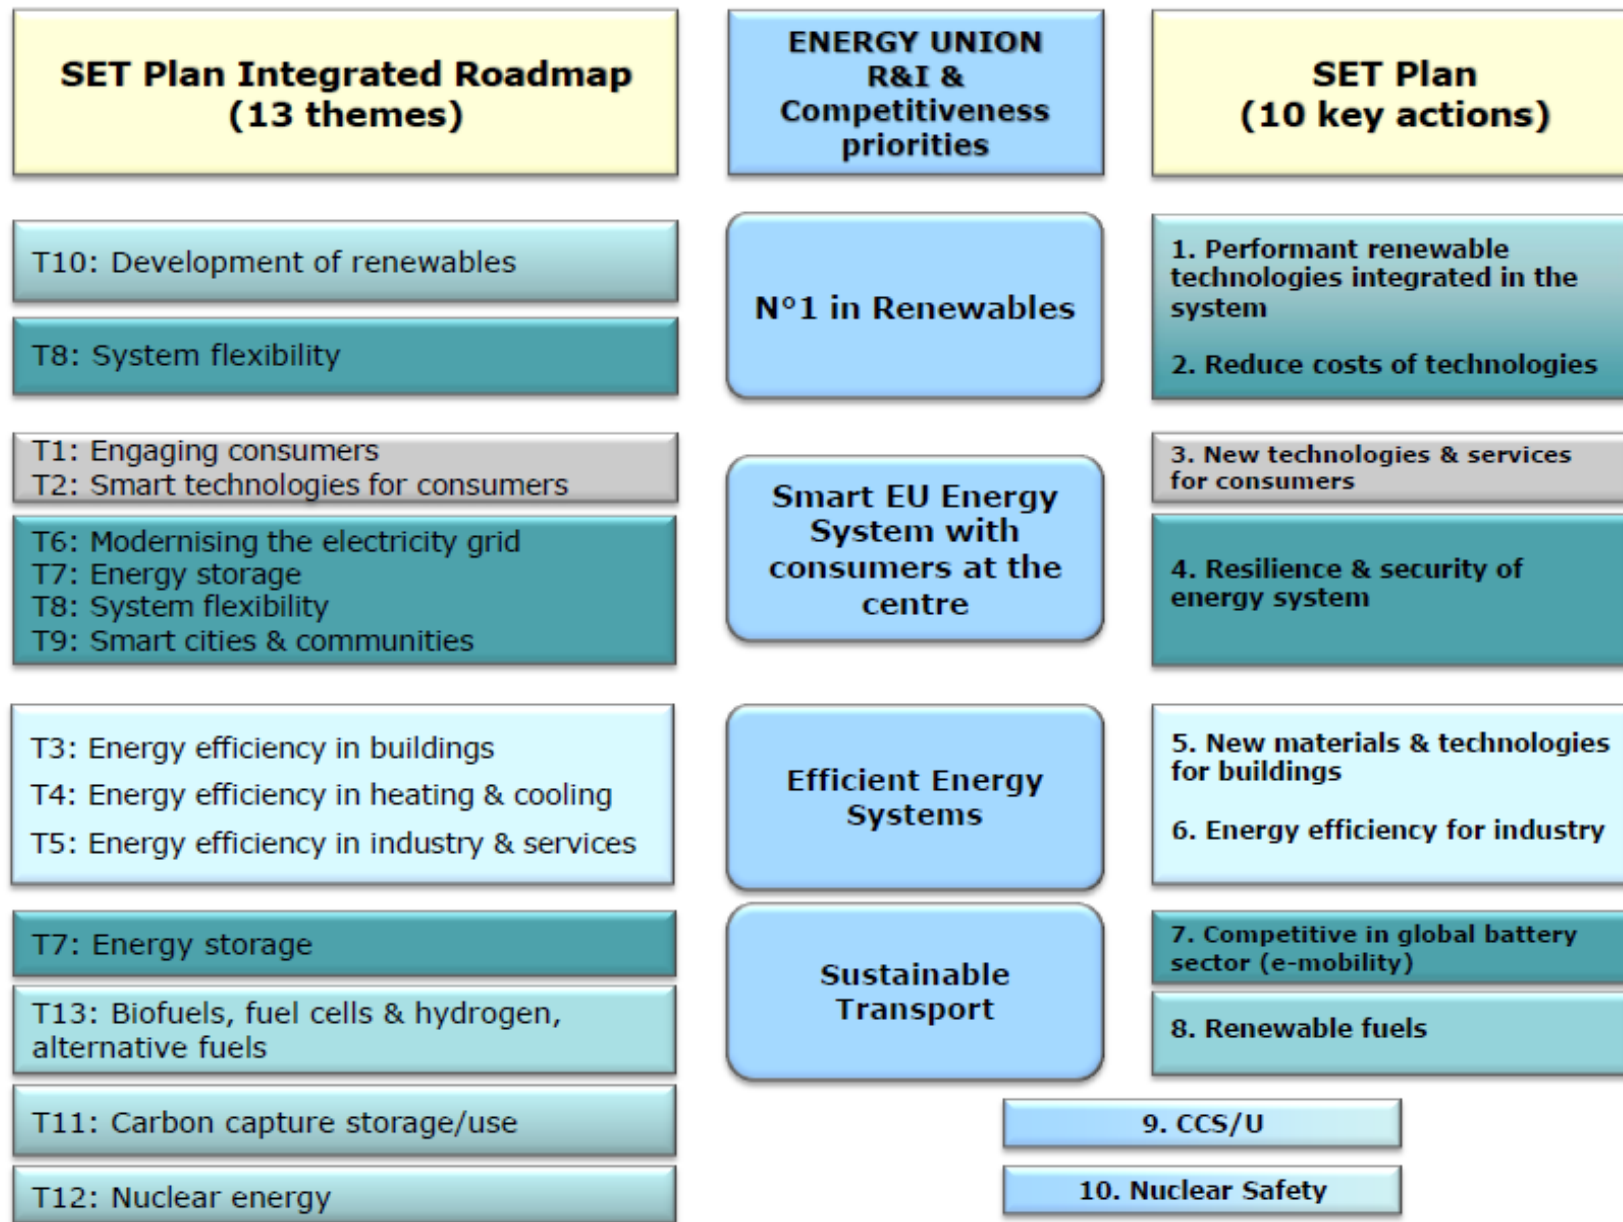 SET Plan Integrated Roadmap
(13 themes)
ENERGY UNION
R&I &
Competitiveness
priorities
SET Plan
(10 key actions)
T10: Development of renewables
T8: System flexibility
N°1 in Renewables
1. Performant renewable
technologies integrated in the
system
2. Reduce costs of technologies
T1: Engaging consumers
T2: Smart technologies for consumers
T6: Modernising the electricity grid
T7: Energy storage
T8: System flexibility
T9: Smart cities & communities
Smart EU Energy
System with
consumers at the
centre
3. New technologies & services
for consumers
4. Resilience & security of
energy system
T3: Energy efficiency in buildings
T4: Energy efficiency in heating & cooling
T5: Energy efficiency in industry & services
Efficient Energy
Systems
5. New materials & technologies
for buildings
6. Energy efficiency for industry
T7: Energy storage
T13: Biofuels, fuel cells & hydrogen,
alternative fuels
Sustainable
Transport
7. Competitive in global battery
sector (e-mobility)
8. Renewable fuels
T11: Carbon capture storage/use
9. CCS/U
T12: Nuclear energy
10. Nuclear Safety